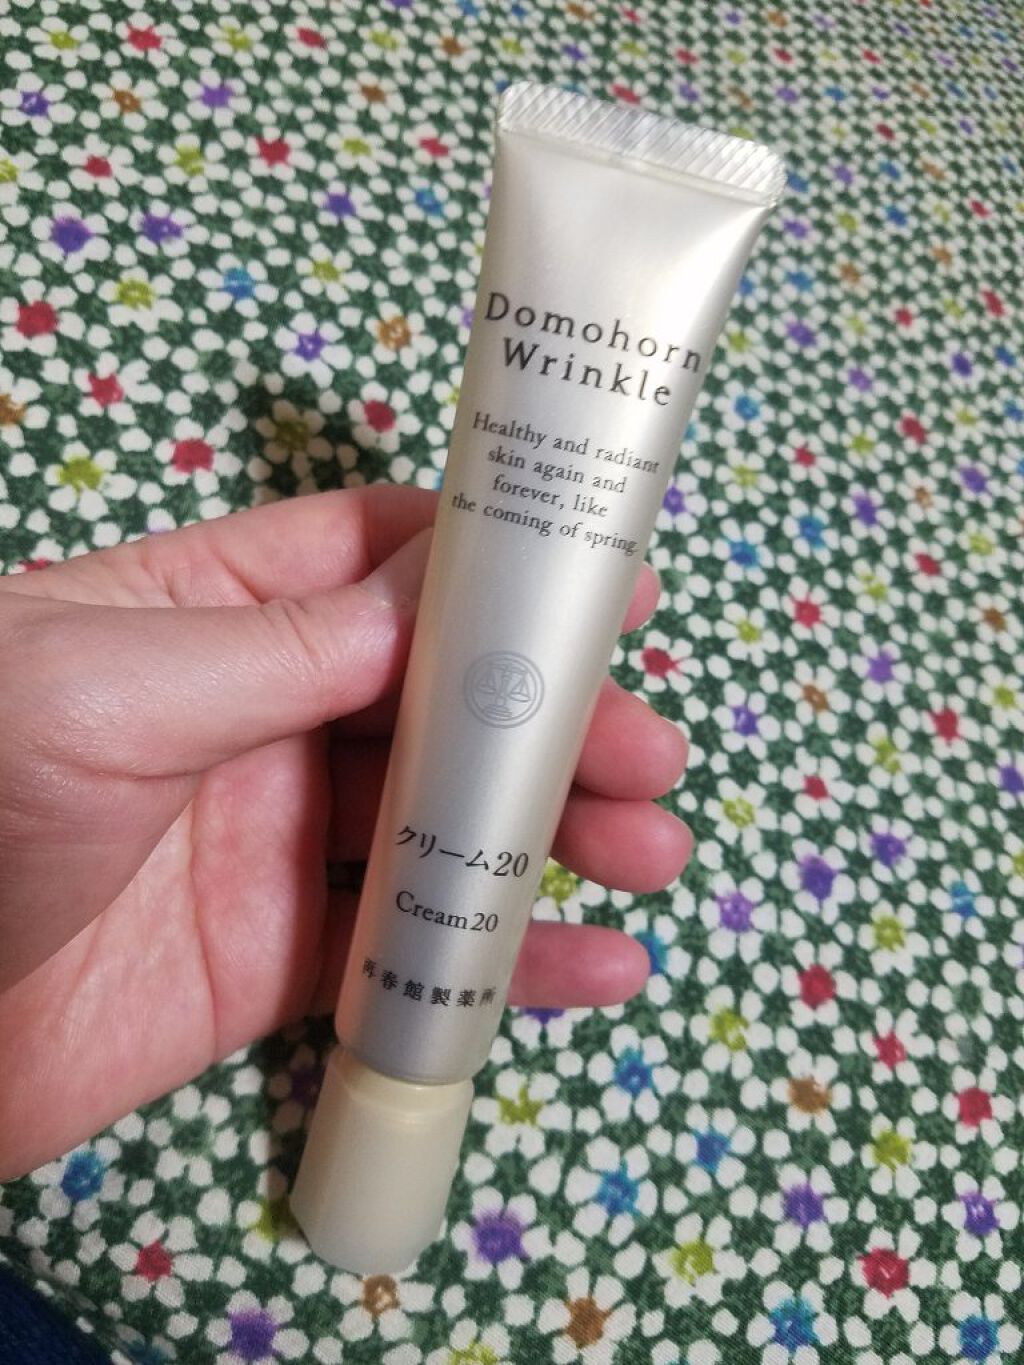 Domohorn
Wrinkle
Healthy and radiant
skin again and
forever, like
the coming of spring.
クリーム20
Cream20
再春館製薬所